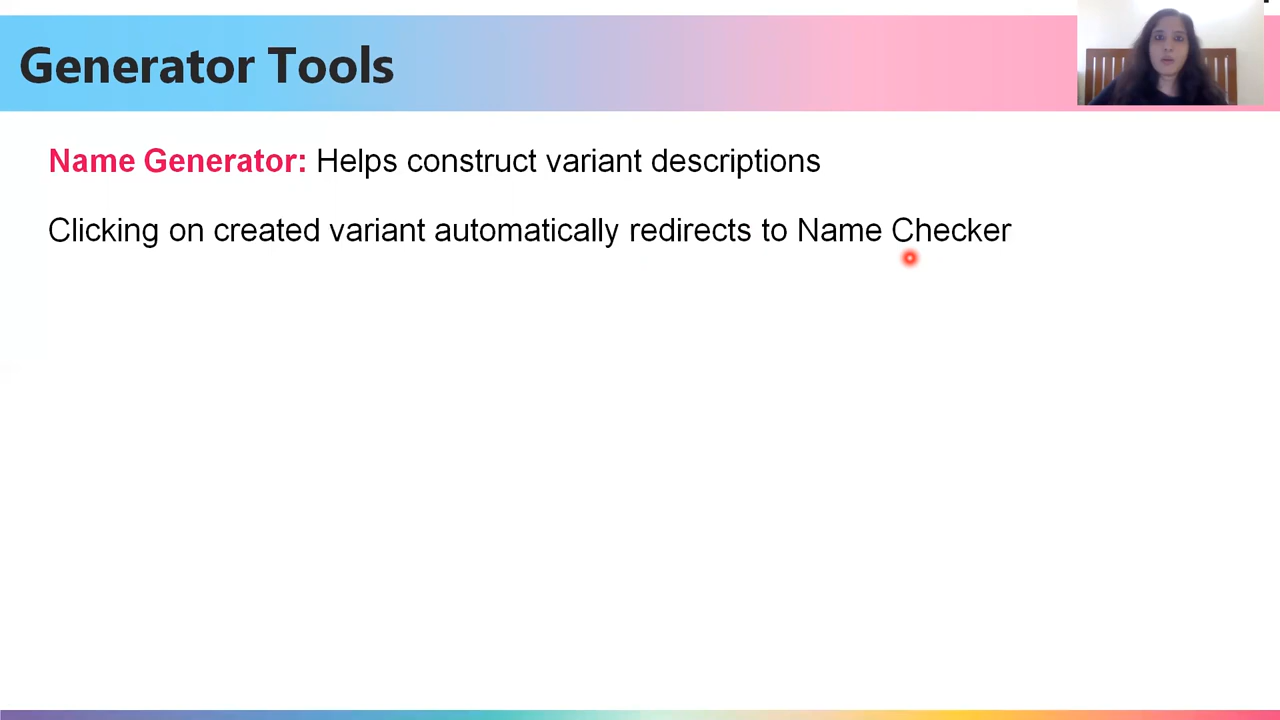 Generator Tools
Name Generator: Helps construct variant descriptions
Clicking on created variant automatically redirects to Name Checker